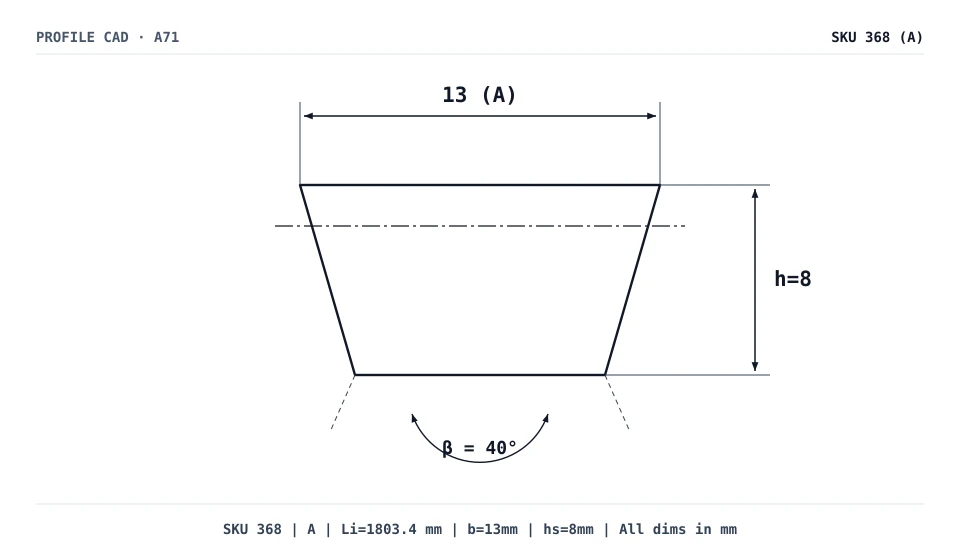 PROFILE CAD · A71
SKU 368 (A)
13 (A)
h=8
β = 40°
SKU 368 | A | Li=1803.4 mm | b=13mm | hs=8mm | All dims in mm